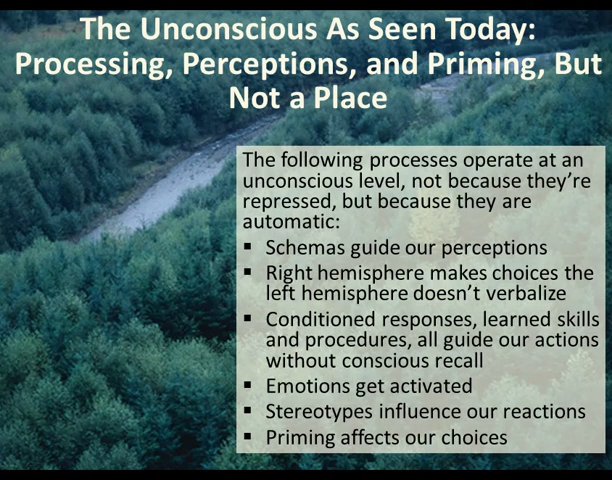 The Unconscious As Seen Today:
Processing, Perceptions, and Priming, But
Not a Place
The following processes operate at an
unconscious level, not because they’re
repressed, but because they are
automatic:
▪ Schemas guide our perceptions
▪ Right hemisphere makes choices the
left hemisphere doesn’t verbalize
▪ Conditioned responses, learned skills
and procedures, all guide our actions
without conscious recall
▪ Emotions get activated
▪ Stereotypes influence our reactions
▪ Priming affects our choices